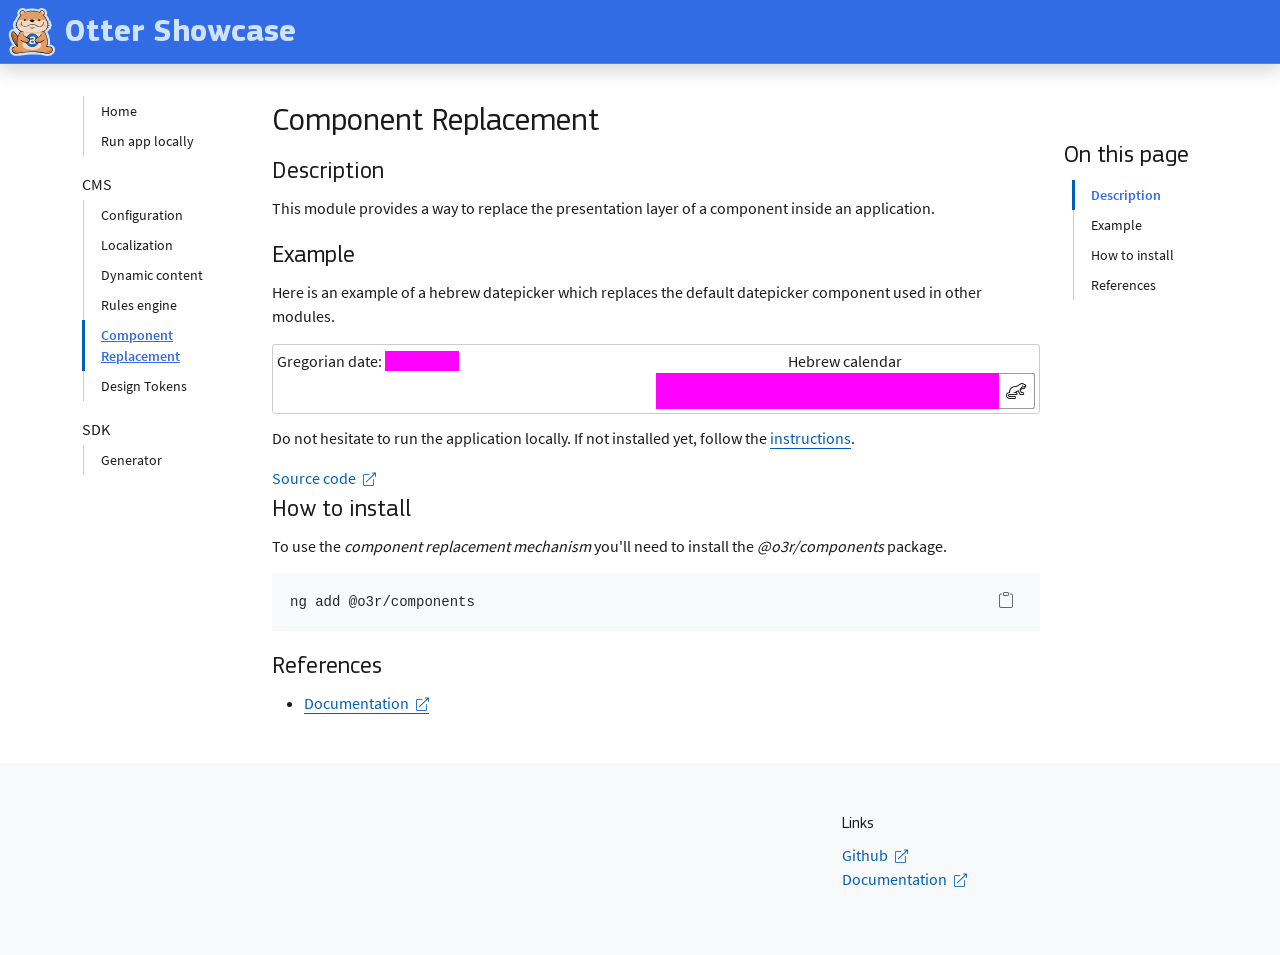 Otter Showcase
Home
Run app locally
CMS
Configuration
Localization
Dynamic content
Rules engine
Component
Replacement
Design Tokens
SDK
Generator
Component Replacement
Description
This module provides a way to replace the presentation layer of a component inside an application.
Example
Here is an example of a hebrew datepicker which replaces the default datepicker component used in other
modules.
Gregorian date:
Hebrew calendar
Do not hesitate to run the application locally. If not installed yet, follow the instructions.
Source code
How to install
To use the component replacement mechanism you'll need to install the @o3r/components package.
ng add @o3r/components
References
Documentation
On this page
Description
Example
How to install
References
Links
Github
Documentation